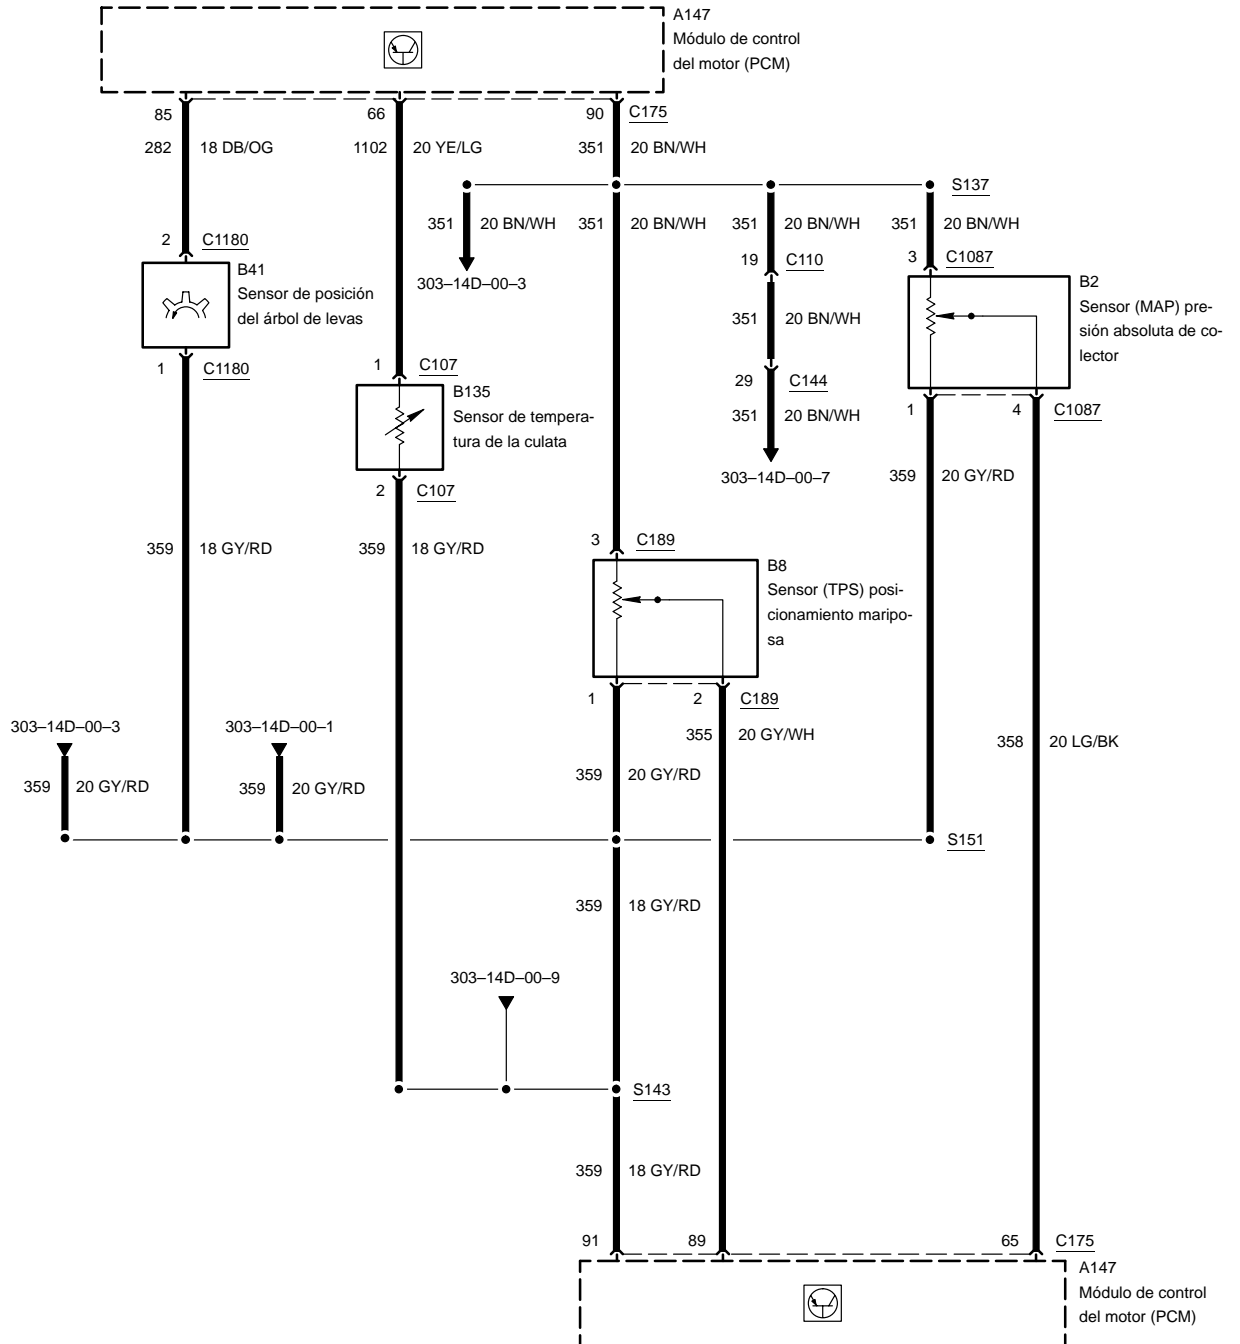 A147
Módulo de control
del motor (PCM)
85
66
90
C175
282
18 DB/OG
1102
20 YE/LG
351
20 BN/WH
S137
351
20 BN/WH
351
20 BN/WH
351
20 BN/WH
351
20 BN/WH
2
C1180
19
C110
3
C1087
303–14D–00–3
B41
Sensor de posición
del árbol de levas
B2
Sensor (MAP) pre-
sión absoluta de co-
lector
351
20 BN/WH
1
C1180
1
C107
29
C144
B135
Sensor de tempera-
tura de la culata
351
20 BN/WH
1
4
C1087
303–14D–00–7
359
20 GY/RD
2
C107
359
18 GY/RD
359
18 GY/RD
3
C189
B8
Sensor (TPS) posi-
cionamiento maripo-
sa
1
2
C189
303–14D–00–3
303–14D–00–1
355
20 GY/WH
358
20 LG/BK
359
20 GY/RD
359
20 GY/RD
359
20 GY/RD
S151
359
18 GY/RD
303–14D–00–9
S143
359
18 GY/RD
91
89
65
C175
A147
Módulo de control
del motor (PCM)